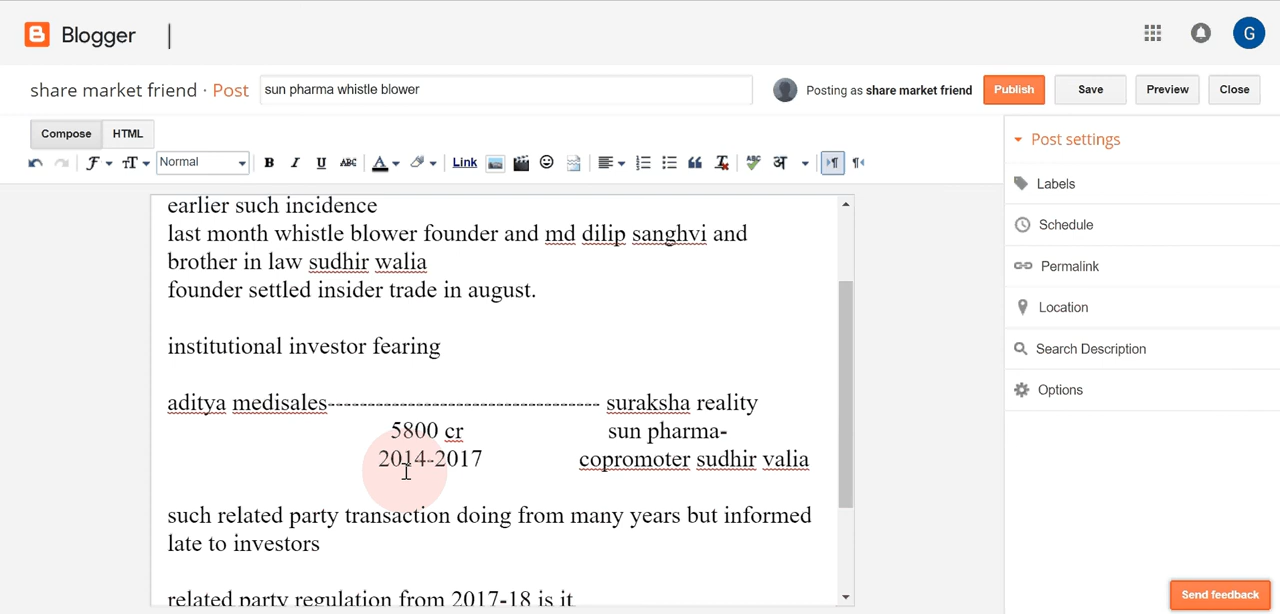 Blogger
G
share market friend · Post
sun pharma whistle blower
Posting as share market friend
Publish
Save
Preview
Close
Compose
HTML
Normal
B I U ABC A Link ABC अ
Post settings
Labels
Schedule
Permalink
Location
Search Description
Options
earlier such incidence
last month whistle blower founder and md dilip sanghvi and
brother in law sudhir walia
founder settled insider trade in august.
institutional investor fearing
aditya medisales---------------------------------- suraksha reality
5800 cr sun pharma-
2014-2017 copromoter sudhir valia
such related party transaction doing from many years but informed
late to investors
related party regulation from 2017-18 is it
Send feedback